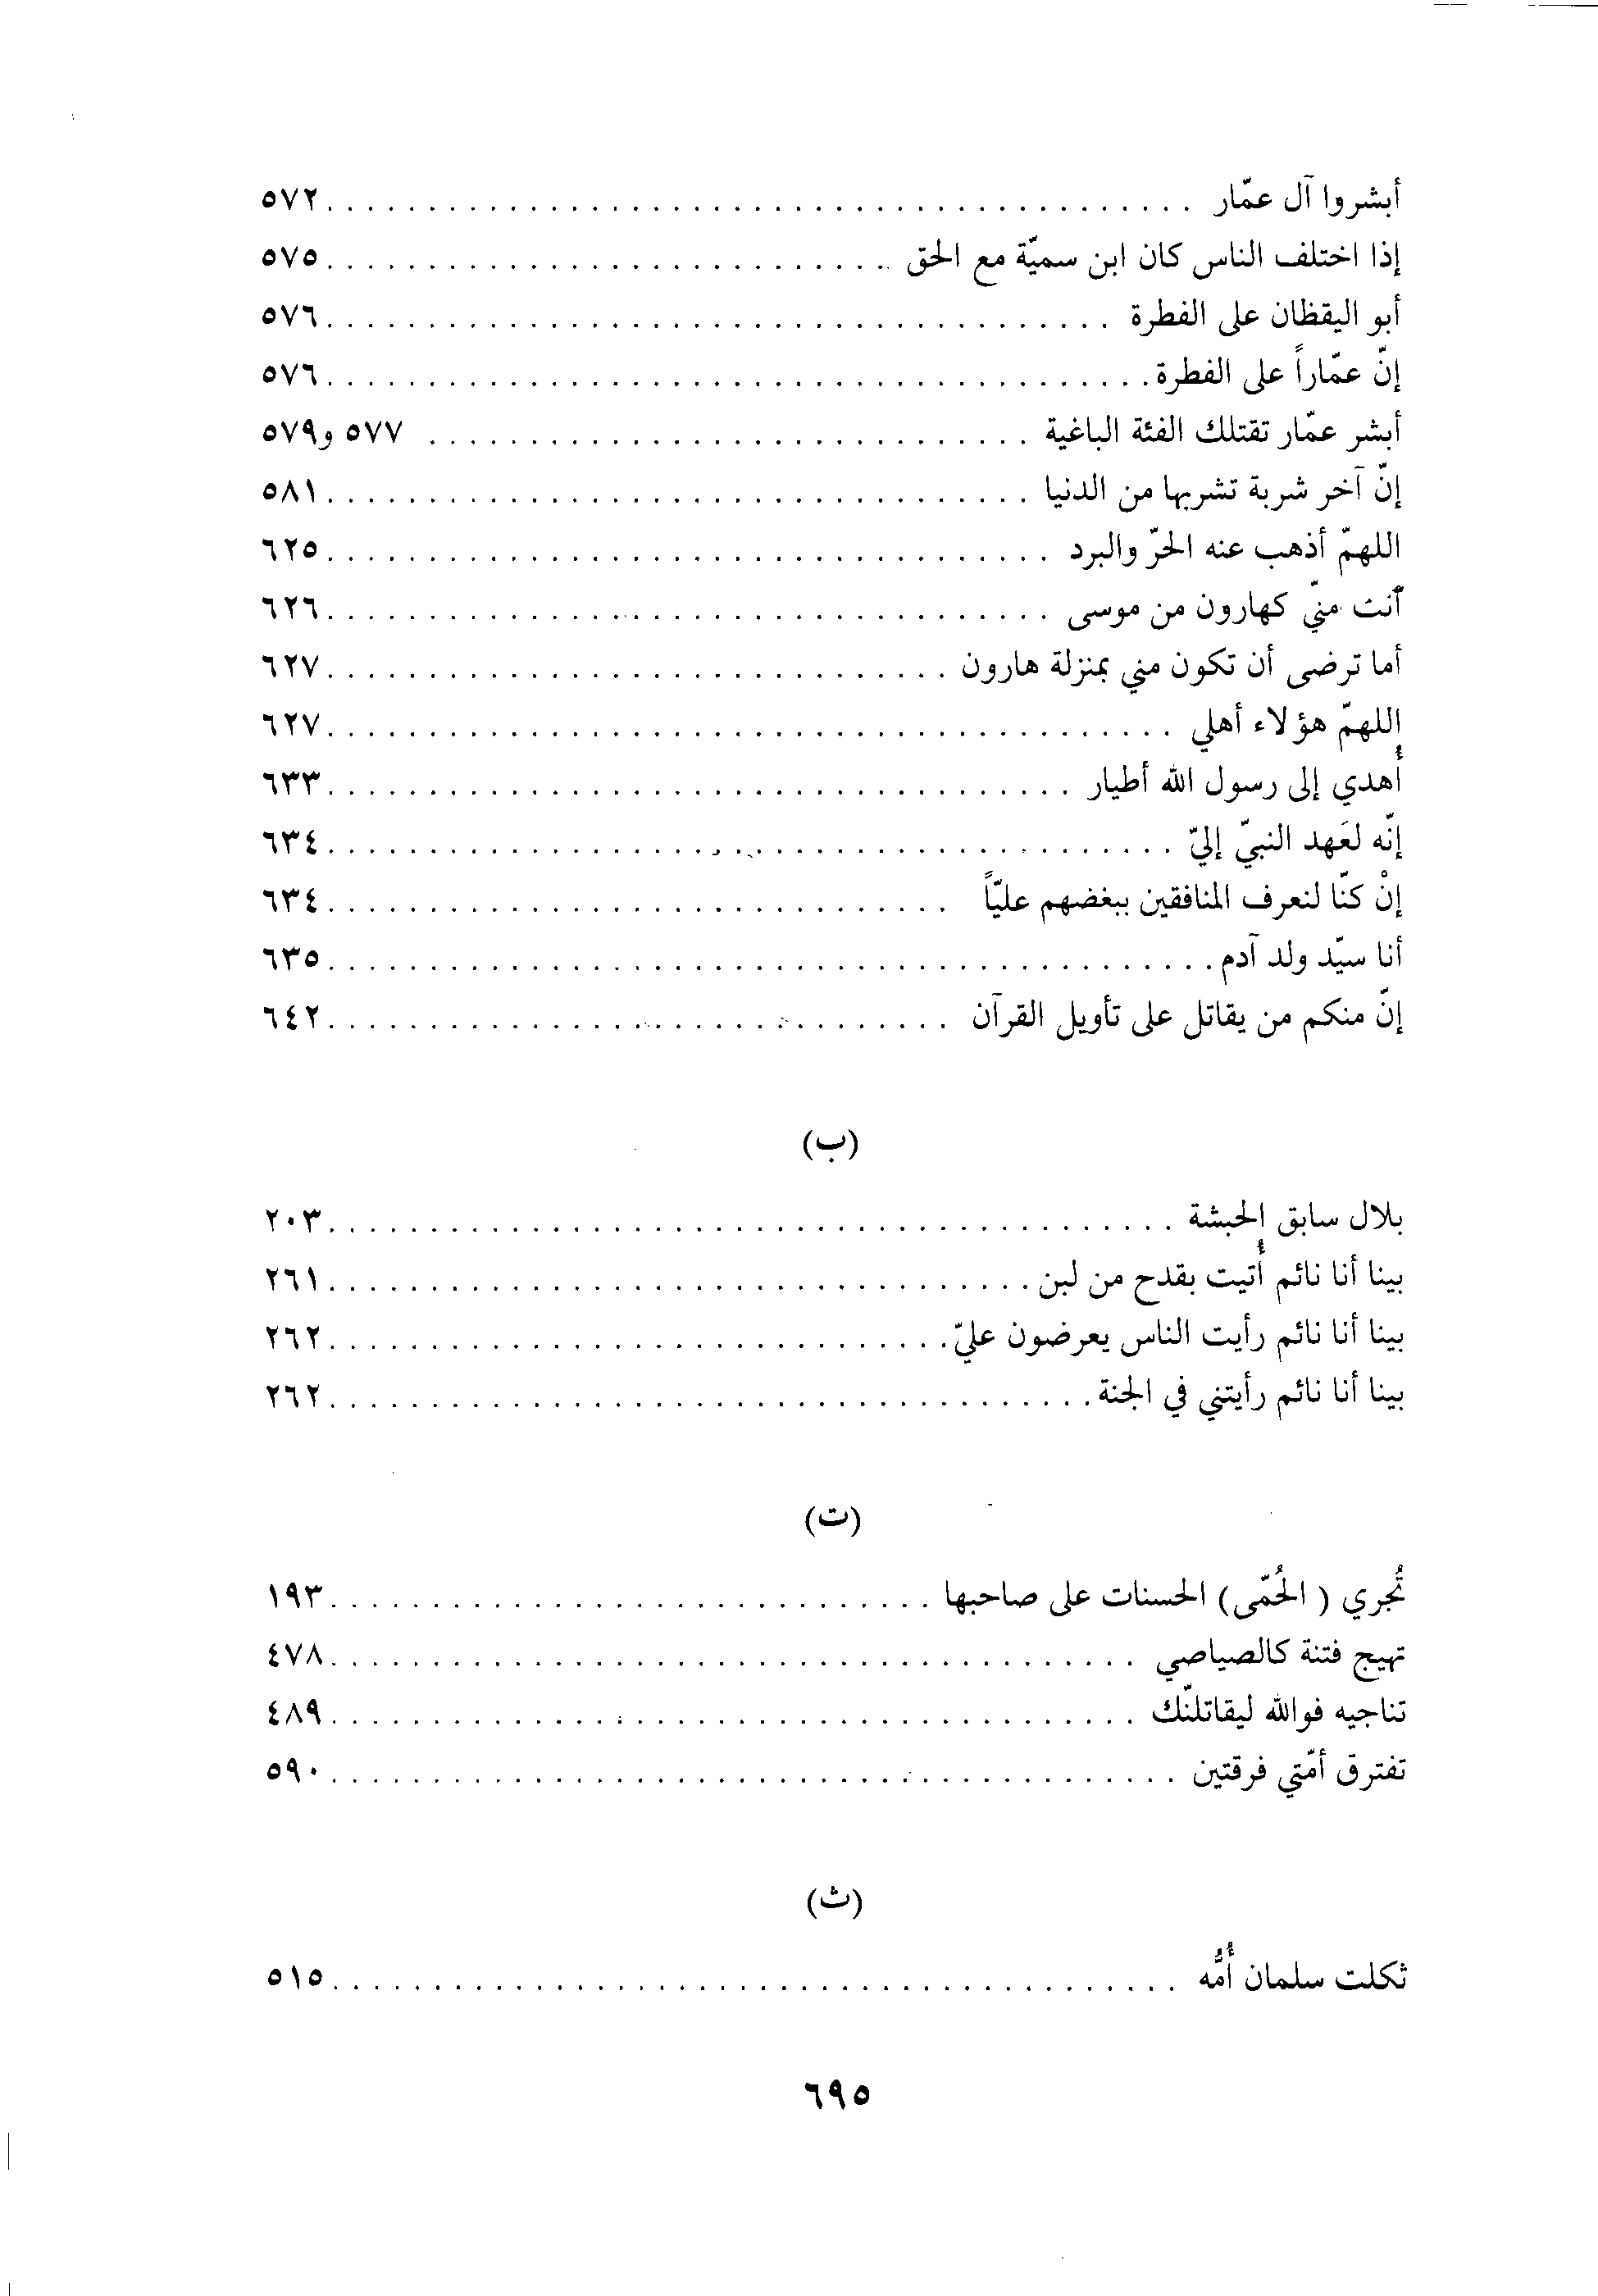 أبشروا آل عمّار . . . . . . . . . . . . . . . . . . . . ٥٧٢
إذا اختلف الناس كان ابن سميّة مع الحق . . . . . . . . . . . . . . . . . . . . ٥٧٥
أبو اليقظان على الفطرة . . . . . . . . . . . . . . . . . . . . ٥٧٦
إنّ عمّاراً على الفطرة . . . . . . . . . . . . . . . . . . . . ٥٧٦
أبشر عمّار تقتلك الفئة الباغية . . . . . . . . . . . . . . . . . . . . ٥٧٧ و٥٧٩
إنّ آخر شربة تشربها من الدنيا . . . . . . . . . . . . . . . . . . . . ٥٨١
اللهمّ أذهب عنه الحرّ والبرد . . . . . . . . . . . . . . . . . . . . ٦٢٥
أنت منّي كهارون من موسى . . . . . . . . . . . . . . . . . . . . ٦٢٦
أما ترضى أن تكون مني بمنزلة هارون . . . . . . . . . . . . . . . . . . . . ٦٢٧
اللهمّ هؤلاء أهلي . . . . . . . . . . . . . . . . . . . . ٦٢٧
أُهدي إلى رسول الله أطيار . . . . . . . . . . . . . . . . . . . . ٦٣٣
إنّه لعَهد النبيّ إليّ . . . . . . . . . . . . . . . . . . . . ٦٣٤
إنْ كنّا لنعرف المنافقين ببغضهم عليّاً . . . . . . . . . . . . . . . . . . . . ٦٣٤
أنا سيّد ولد آدم . . . . . . . . . . . . . . . . . . . . ٦٣٥
إنّ منكم من يقاتل على تأويل القرآن . . . . . . . . . . . . . . . . . . . . ٦٤٢
(ب)
بلال سابق الحبشة . . . . . . . . . . . . . . . . . . . . ٢٠٣
بينا أنا نائم أُتيت بقدح من لبن . . . . . . . . . . . . . . . . . . . . ٢٦١
بينا أنا نائم رأيت الناس يعرضون عليّ . . . . . . . . . . . . . . . . . . . . ٢٦٢
بينا أنا نائم رأيتني في الجنة . . . . . . . . . . . . . . . . . . . . ٢٦٢
(ت)
تُجري ( الحُمّى) الحسنات على صاحبها . . . . . . . . . . . . . . . . . . . . ١٩٣
تهيج فتنة كالصياصي . . . . . . . . . . . . . . . . . . . . ٤٧٨
تناجيه فوالله ليقاتلنّك . . . . . . . . . . . . . . . . . . . . ٤٨٩
تفترق أمّتي فرقتين . . . . . . . . . . . . . . . . . . . . ٥٩٠
(ث)
ثكلت سلمان أُمُّه . . . . . . . . . . . . . . . . . . . . ٥١٥
٦٩٥